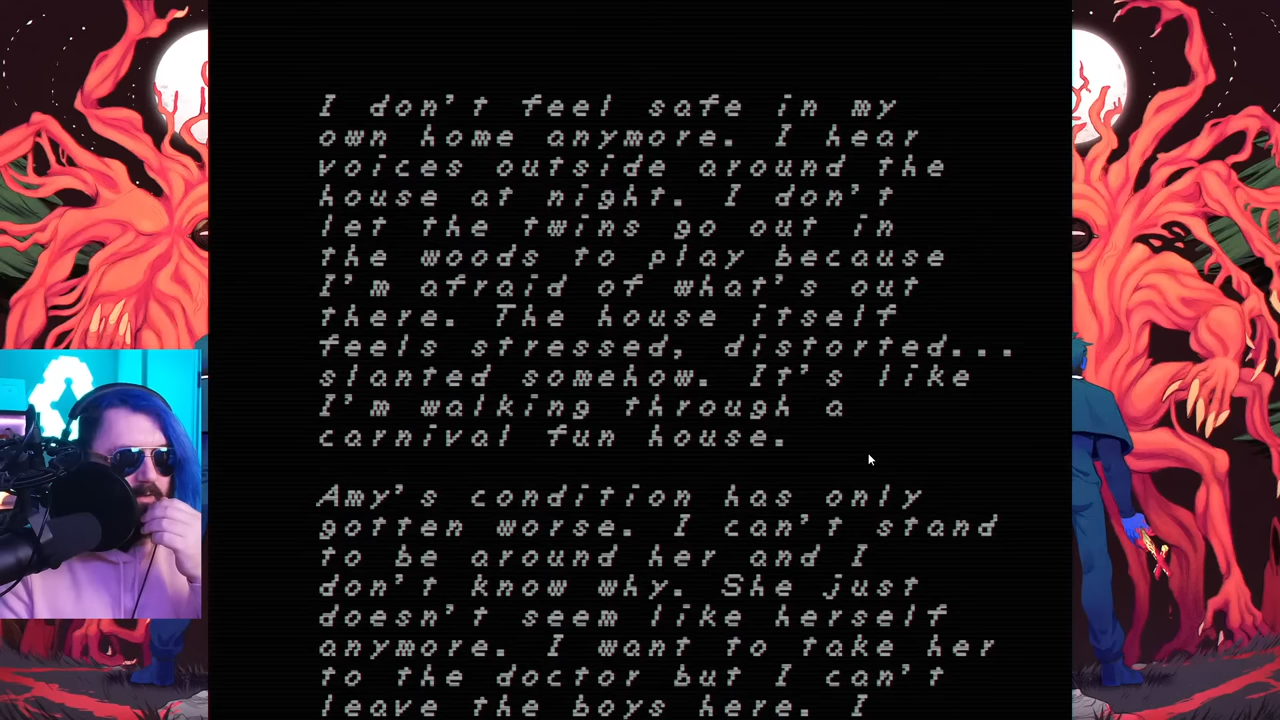 I don't feel safe in my
own home anymore. I hear
voices outside around the
house at night. I don't
let the twins go out in
the woods to play because
I'm afraid of what's out
there. The house itself
feels stressed, distorted...
slanted somehow. It's like
I'm walking through a
carnival fun house.
Amy's condition has only
gotten worse. I can't stand
to be around her and I
don't know why. She just
doesn't seem like herself
anymore. I want to take her
to the doctor but I can't
leave the boys here. I